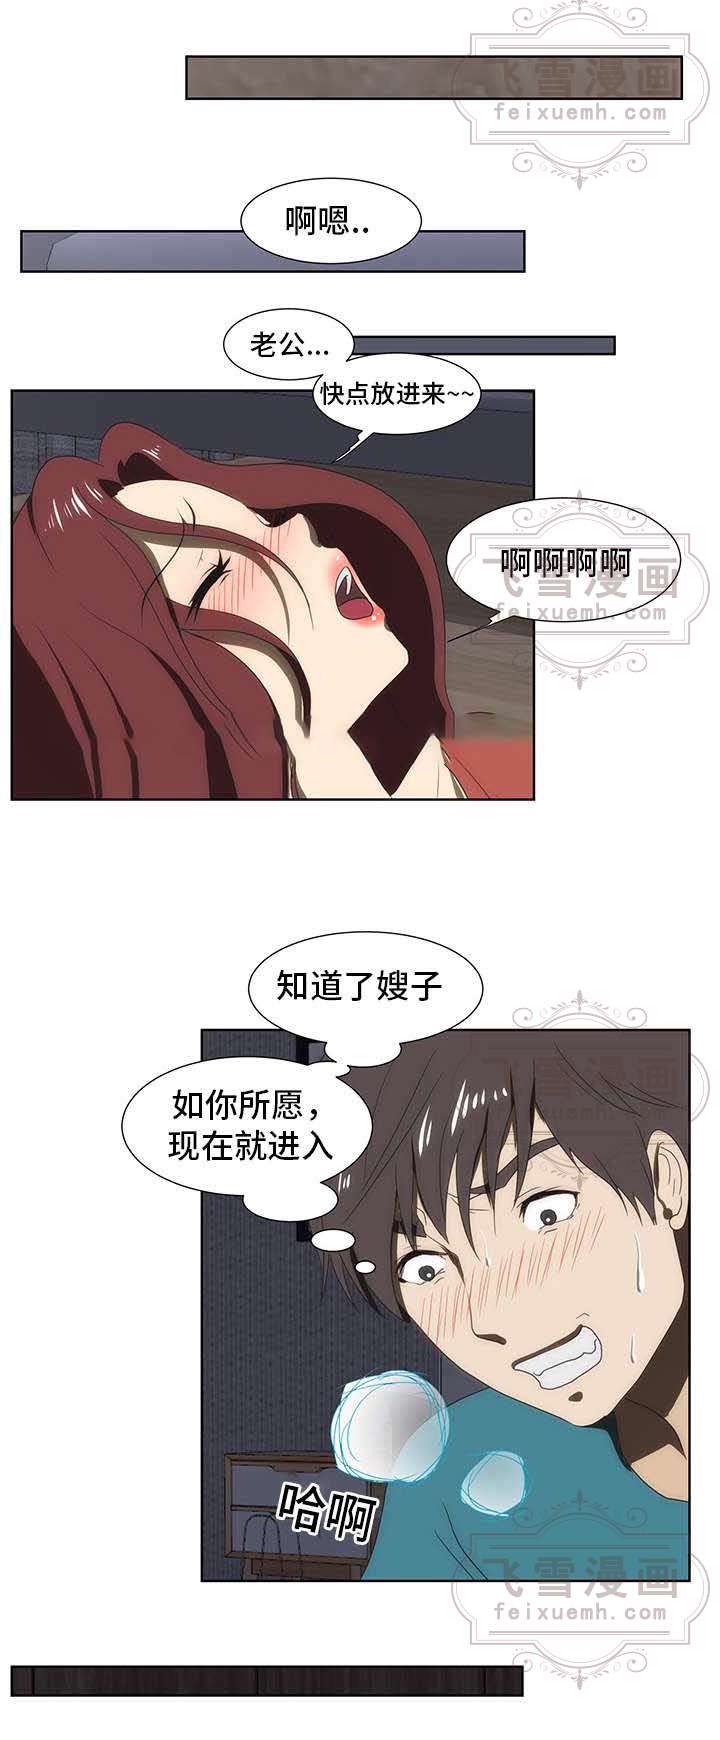 飞雪漫画
feixuemh.com
啊嗯..
老公...
快点放进来~~
啊啊啊啊
飞雪漫画
feixuemh.com
知道了嫂子
飞雪漫画
feixuemh.com
如你所愿，
现在就进入
哈啊
飞雪漫画
feixuemh.com